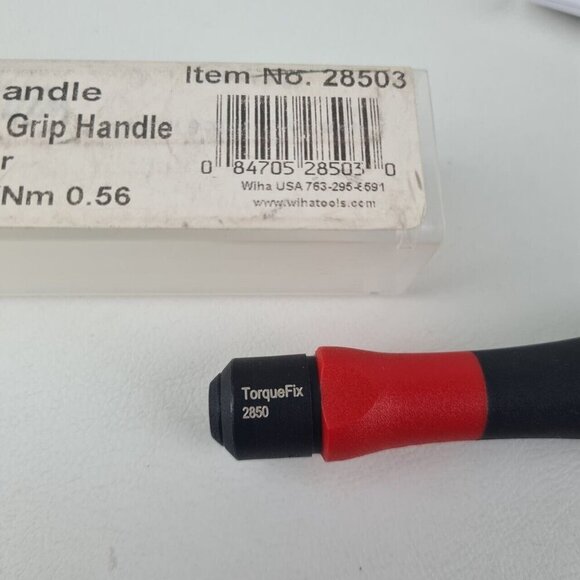 Item No. 28503
andle
Grip Handle
r
Nm 0.56
0 84705 28503 0
Wiha USA 763-295-6591
www.wihatools.com
TorqueFix
2850